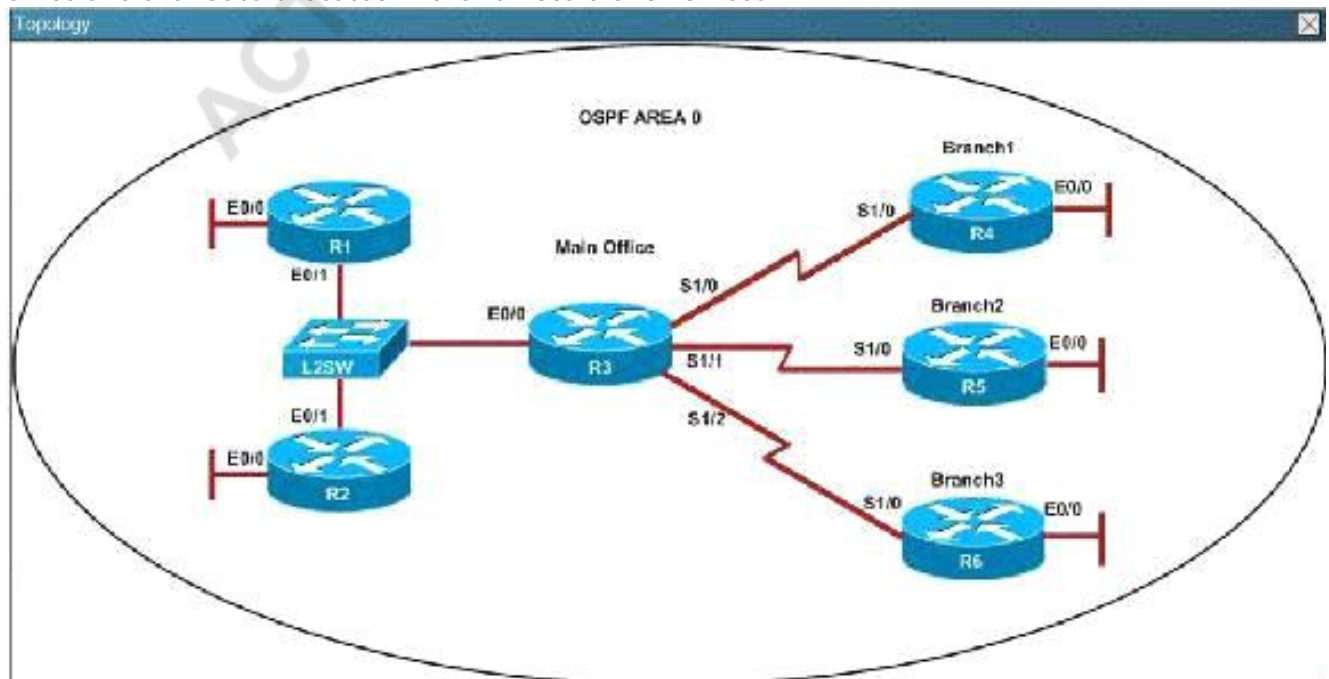 Topology
ACT
OSPF AREA 0
Branch1
E0/0
E0/0
S1/0
R1
R4
Main Office
E0/1
S1/0
Branch2
E0/0
S1/0
E0/0
L2SW
R3
S1/1
R5
E0/1
S1/2
E0/0
Branch3
R2
S1/0
E0/0
R6